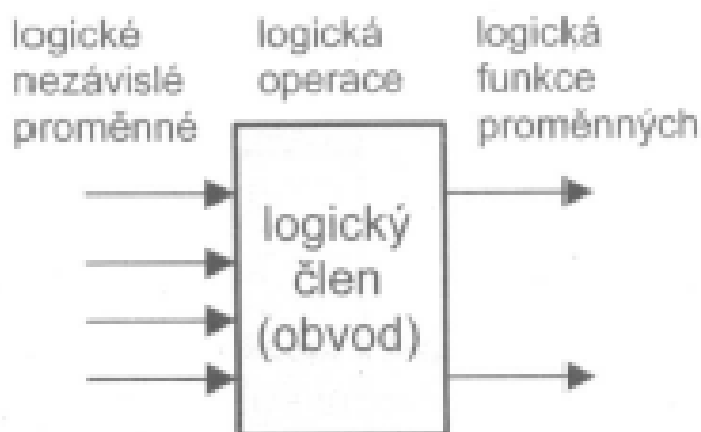 logické
nezávislé
proměnné
logická
operace
logická
funkce
proměnných
logický
člen
(obvod)